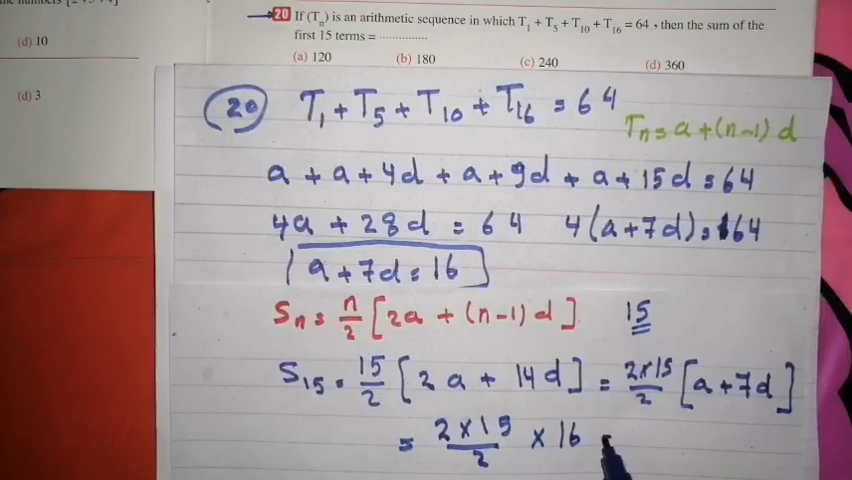 (d) 10
(d) 3
20 If (Tn) is an arithmetic sequence in which T1 + T5 + T10 + T16 = 64 , then the sum of the
first 15 terms = ...............
(a) 120 (b) 180 (c) 240 (d) 360
20 T1 + T5 + T10 + T16 = 64
Tn = a + (n-1) d
a + a + 4d + a + 9d + a + 15d = 64
4a + 28d = 64 4(a + 7d) = 64
a + 7d = 16
Sn = n/2 [2a + (n-1) d] 15
S15 = 15/2 [2a + 14d] = 2×15/2 [a + 7d]
= 2×15/2 × 16